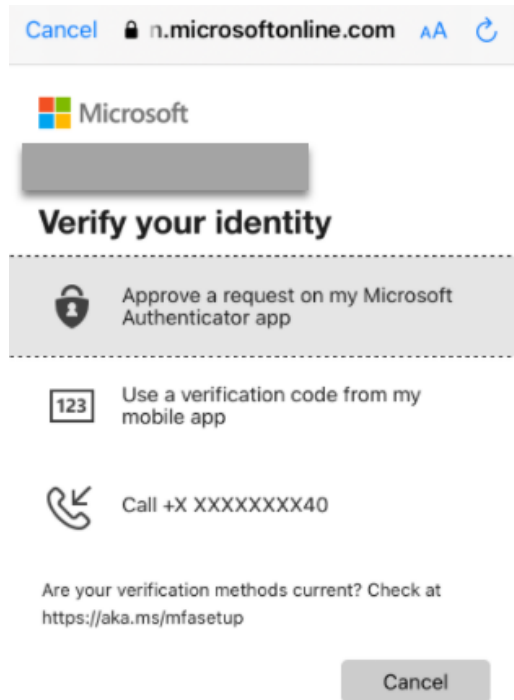 Cancel n.microsoftonline.com AA
Microsoft
Verify your identity
Approve a request on my Microsoft
Authenticator app
123 Use a verification code from my
mobile app
Call +X XXXXXXXX40
Are your verification methods current? Check at
https://aka.ms/mfasetup
Cancel